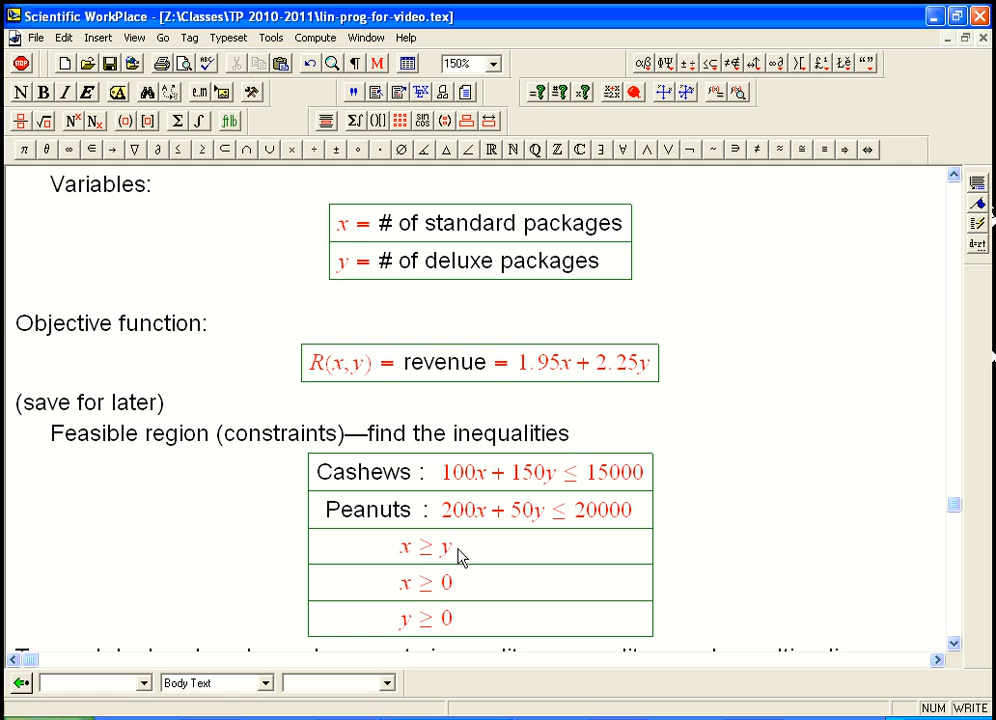 Scientific WorkPlace - [Z:\Classes\TP 2010-2011\lin-prog-for-video.tex]
File Edit Insert View Go Tag Typeset Tools Compute Window Help
150%
Variables:
x = # of standard packages
y = # of deluxe packages
Objective function:
R(x,y) = revenue = 1.95x + 2.25y
(save for later)
Feasible region (constraints)—find the inequalities
Cashews : 100x + 150y ≤ 15000
Peanuts : 200x + 50y ≤ 20000
x ≥ y
x ≥ 0
y ≥ 0
Body Text
NUM WRITE